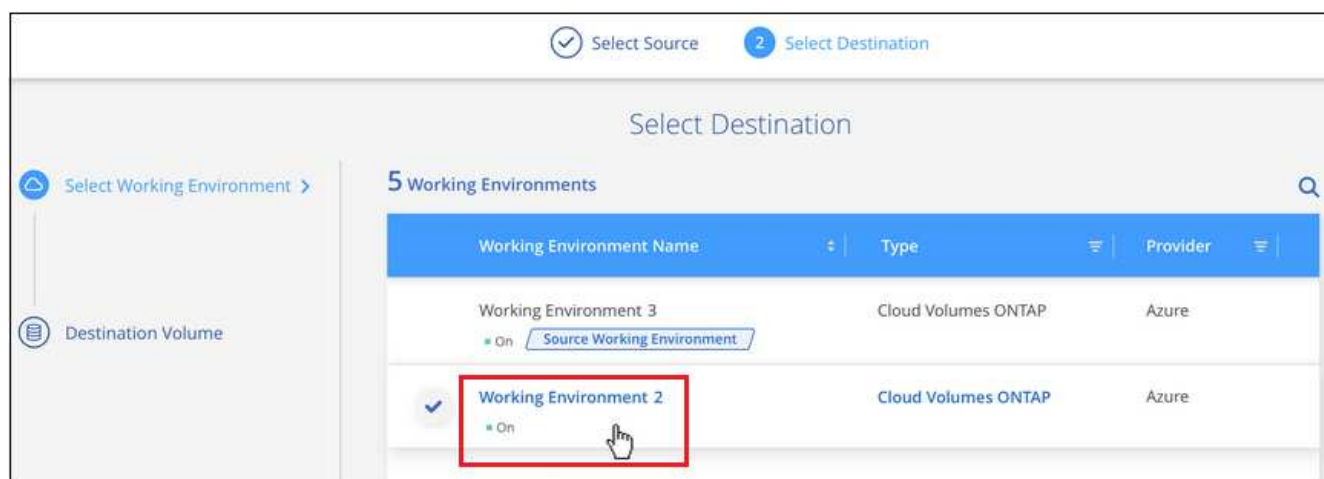 Select Source
2 Select Destination
Select Destination
Select Working Environment >
5 Working Environments
Working Environment Name
Type
Provider
Working Environment 3
Cloud Volumes ONTAP
Azure
On
Source Working Environment
Destination Volume
Working Environment 2
Cloud Volumes ONTAP
Azure
On